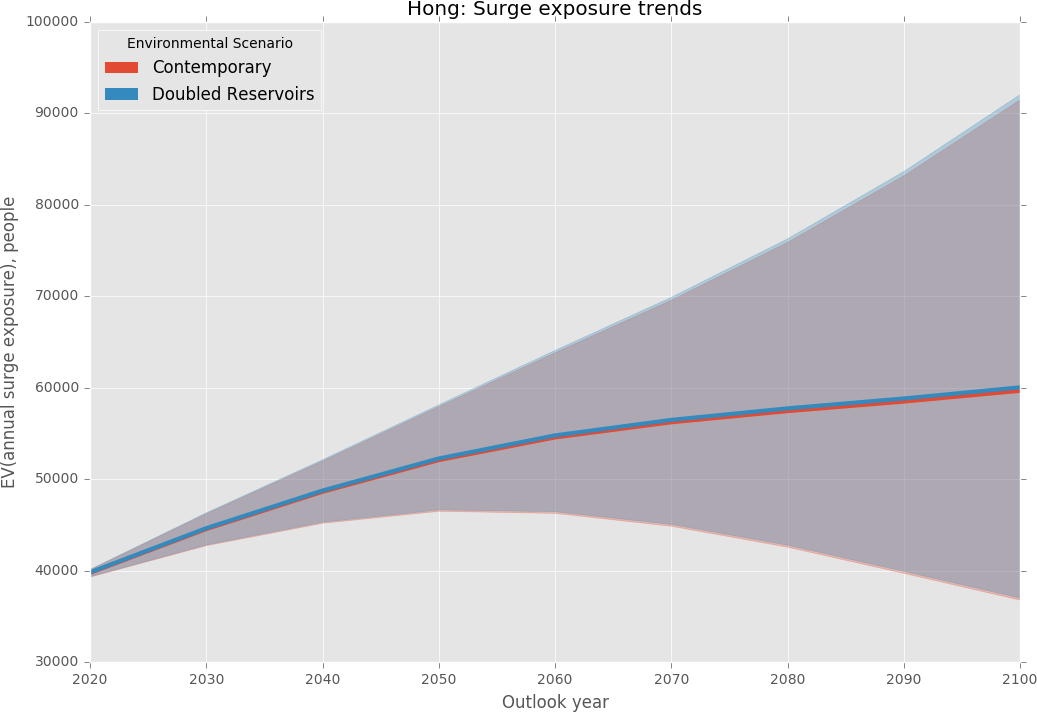 Hong: Surge exposure trends
100000
90000
80000
70000
60000
50000
40000
30000
EV(annual surge exposure), people
Environmental Scenario
Contemporary
Doubled Reservoirs
2020 2030 2040 2050 2060 2070 2080 2090 2100
Outlook year